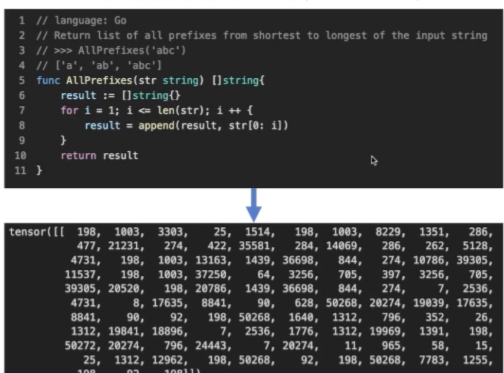 1 // language: Go
2 // Return list of all prefixes from shortest to longest of the input string
3 // >>> AllPrefixes('abc')
4 // ['a', 'ab', 'abc']
5 func AllPrefixes(str string) []string{
6 result := []string{}
7 for i = 1; i <= len(str); i ++ {
8 result = append(result, str[0: i])
9 }
10 return result
11 }
tensor([[ 198, 1003, 3303, 25, 1514, 198, 1003, 8229, 1351, 286,
477, 21231, 274, 422, 35581, 284, 14069, 286, 262, 5128,
4731, 198, 1003, 13163, 1439, 36698, 844, 274, 10786, 39305,
11537, 198, 1003, 37250, 64, 3256, 705, 397, 3256, 705,
39305, 20520, 198, 20786, 1439, 36698, 844, 274, 7, 2536,
4731, 8, 17635, 8841, 90, 628, 50268, 20274, 19039, 17635,
8841, 90, 92, 198, 50268, 1640, 1312, 796, 352, 26,
1312, 19841, 18896, 7, 2536, 1776, 1312, 19969, 1391, 198,
50272, 20274, 796, 24443, 7, 20274, 11, 965, 58, 15,
25, 1312, 12962, 198, 50268, 92, 198, 50268, 7783, 1255,
198, 92, 198]])